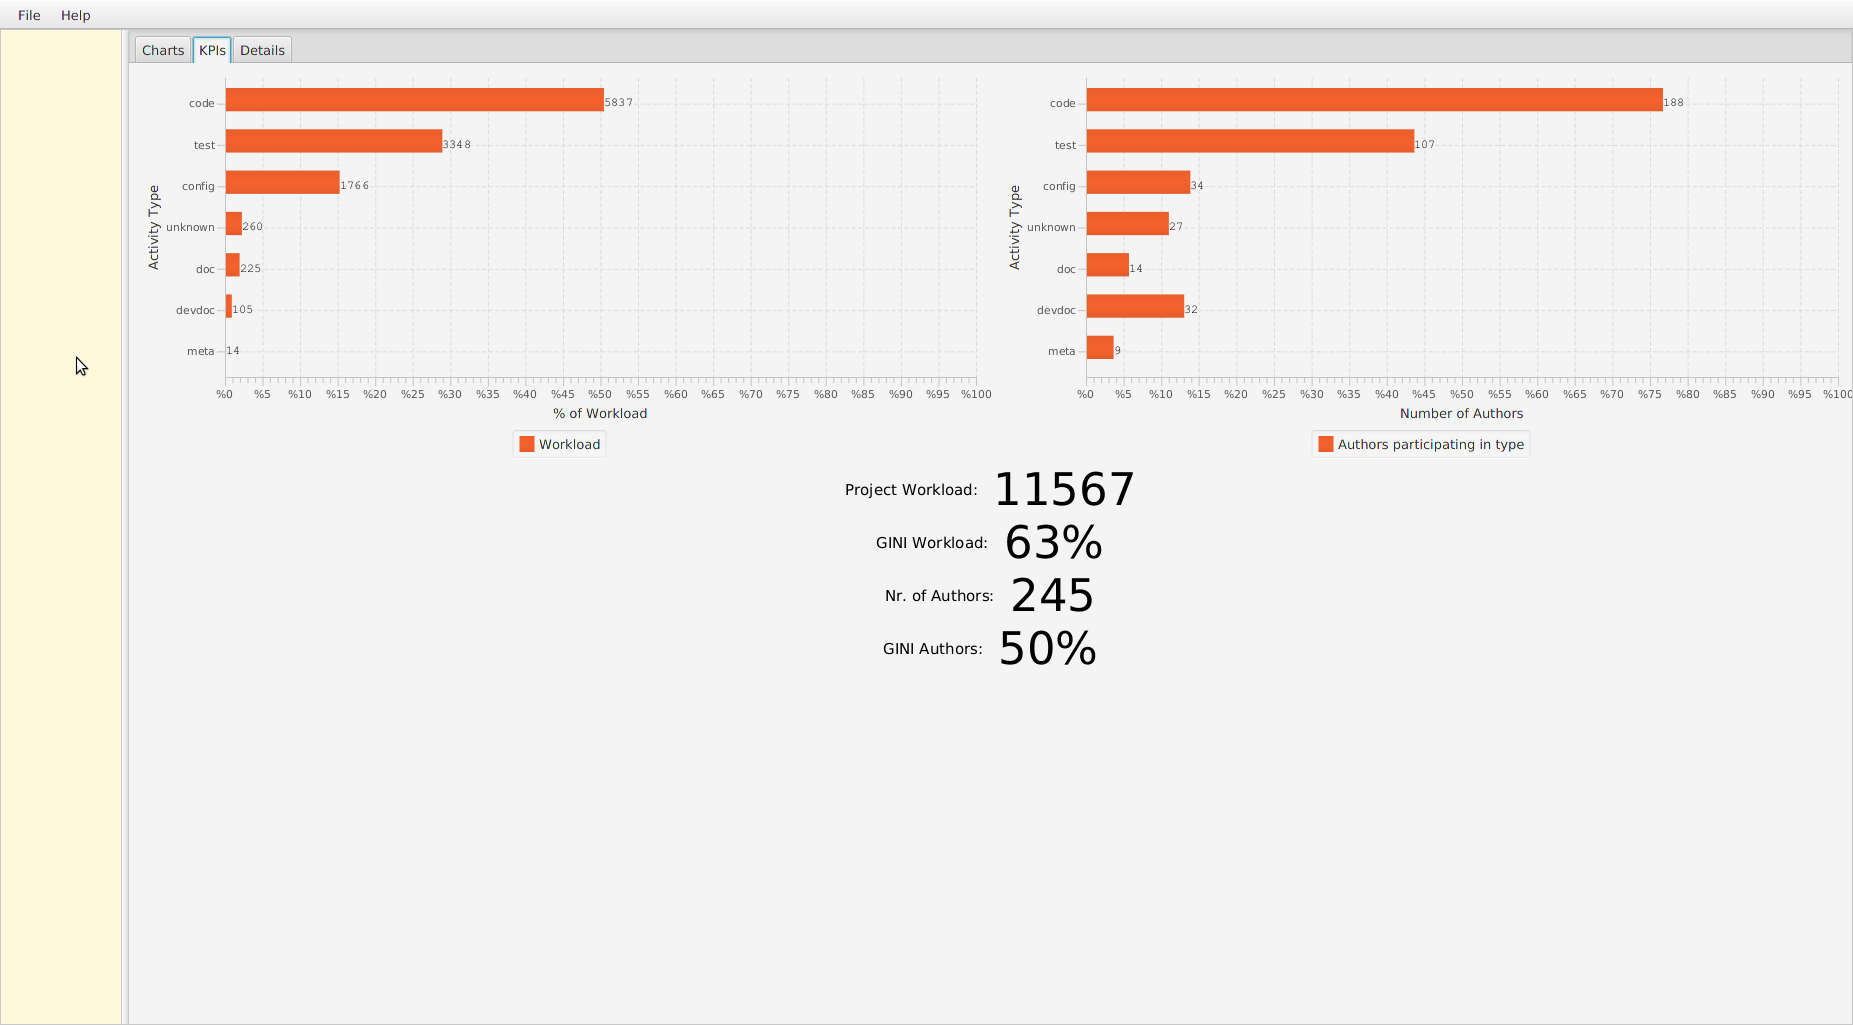 File Help
Charts KPIs Details
Activity Type
code 5837
test 3348
config 1766
unknown 260
doc 225
devdoc 105
meta 14
%0 %5 %10 %15 %20 %25 %30 %35 %40 %45 %50 %55 %60 %65 %70 %75 %80 %85 %90 %95 %100
% of Workload
Workload
Activity Type
code 188
test 107
config 34
unknown 27
doc 14
devdoc 32
meta 9
%0 %5 %10 %15 %20 %25 %30 %35 %40 %45 %50 %55 %60 %65 %70 %75 %80 %85 %90 %95 %100
Number of Authors
Authors participating in type
Project Workload: 11567
GINI Workload: 63%
Nr. of Authors: 245
GINI Authors: 50%